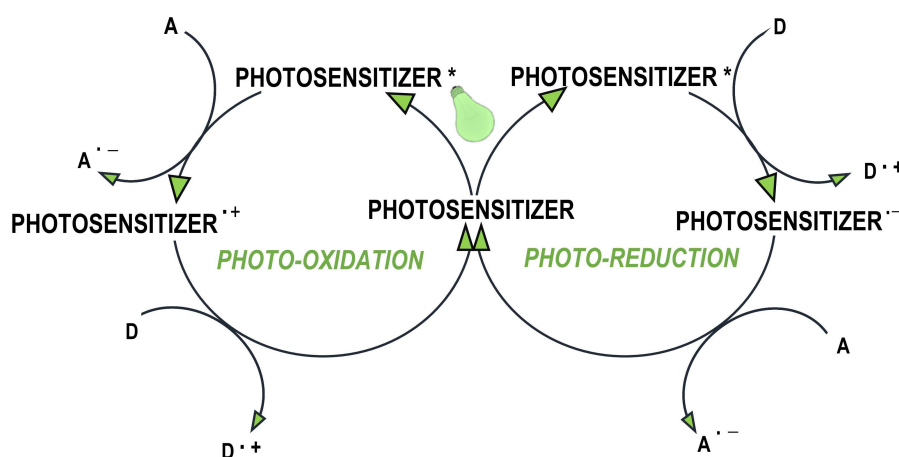 A
D
PHOTOSENSITIZER *
PHOTOSENSITIZER *
A·−
D·+
PHOTOSENSITIZER·+
PHOTOSENSITIZER
PHOTOSENSITIZER·−
PHOTO-OXIDATION
PHOTO-REDUCTION
D
A
D·+
A·−